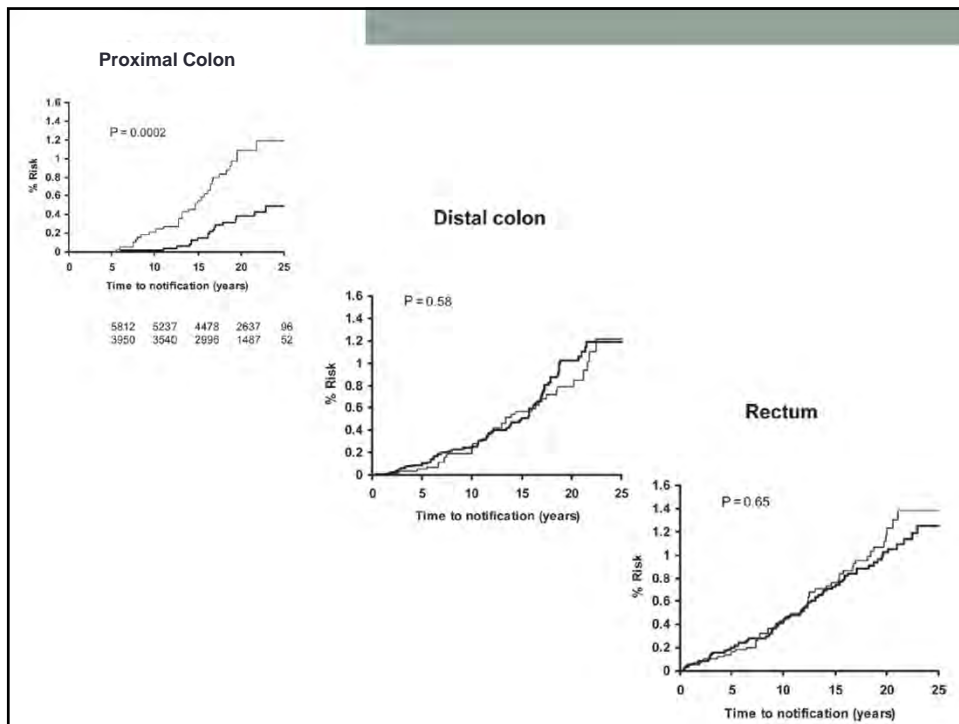 Proximal Colon
1.6
1.4
1.2
1
0.8
0.6
0.4
0.2
0
% Risk
P = 0.0002
0 5 10 15 20 25
Time to notification (years)
5812 5237 4478 2637 96
3950 3540 2996 1487 52
Distal colon
1.6
1.4
1.2
1
0.8
0.6
0.4
0.2
0
% Risk
P = 0.58
0 5 10 15 20 25
Time to notification (years)
Rectum
1.6
1.4
1.2
1
0.8
0.6
0.4
0.2
0
% Risk
P = 0.65
0 5 10 15 20 25
Time to notification (years)